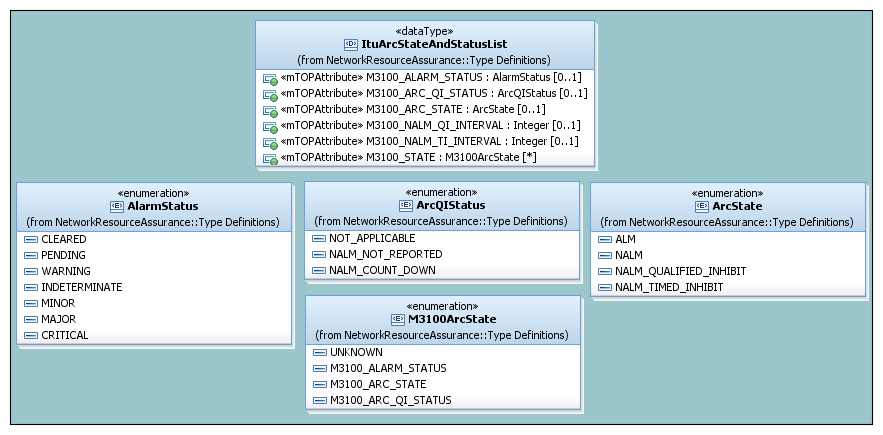 «dataType»
ItuArcStateAndStatusList
(from NetworkResourceAssurance::Type Definitions)
«mTOPAttribute» M3100_ALARM_STATUS : AlarmStatus [0..1]
«mTOPAttribute» M3100_ARC_QI_STATUS : ArcQIStatus [0..1]
«mTOPAttribute» M3100_ARC_STATE : ArcState [0..1]
«mTOPAttribute» M3100_NALM_QI_INTERVAL : Integer [0..1]
«mTOPAttribute» M3100_NALM_TI_INTERVAL : Integer [0..1]
«mTOPAttribute» M3100_STATE : M3100ArcState [*]
«enumeration»
AlarmStatus
(from NetworkResourceAssurance::Type Definitions)
CLEARED
PENDING
WARNING
INDETERMINATE
MINOR
MAJOR
CRITICAL
«enumeration»
ArcQIStatus
(from NetworkResourceAssurance::Type Definitions)
NOT_APPLICABLE
NALM_NOT_REPORTED
NALM_COUNT_DOWN
«enumeration»
ArcState
(from NetworkResourceAssurance::Type Definitions)
ALM
NALM
NALM_QUALIFIED_INHIBIT
NALM_TIMED_INHIBIT
«enumeration»
M3100ArcState
(from NetworkResourceAssurance::Type Definitions)
UNKNOWN
M3100_ALARM_STATUS
M3100_ARC_STATE
M3100_ARC_QI_STATUS